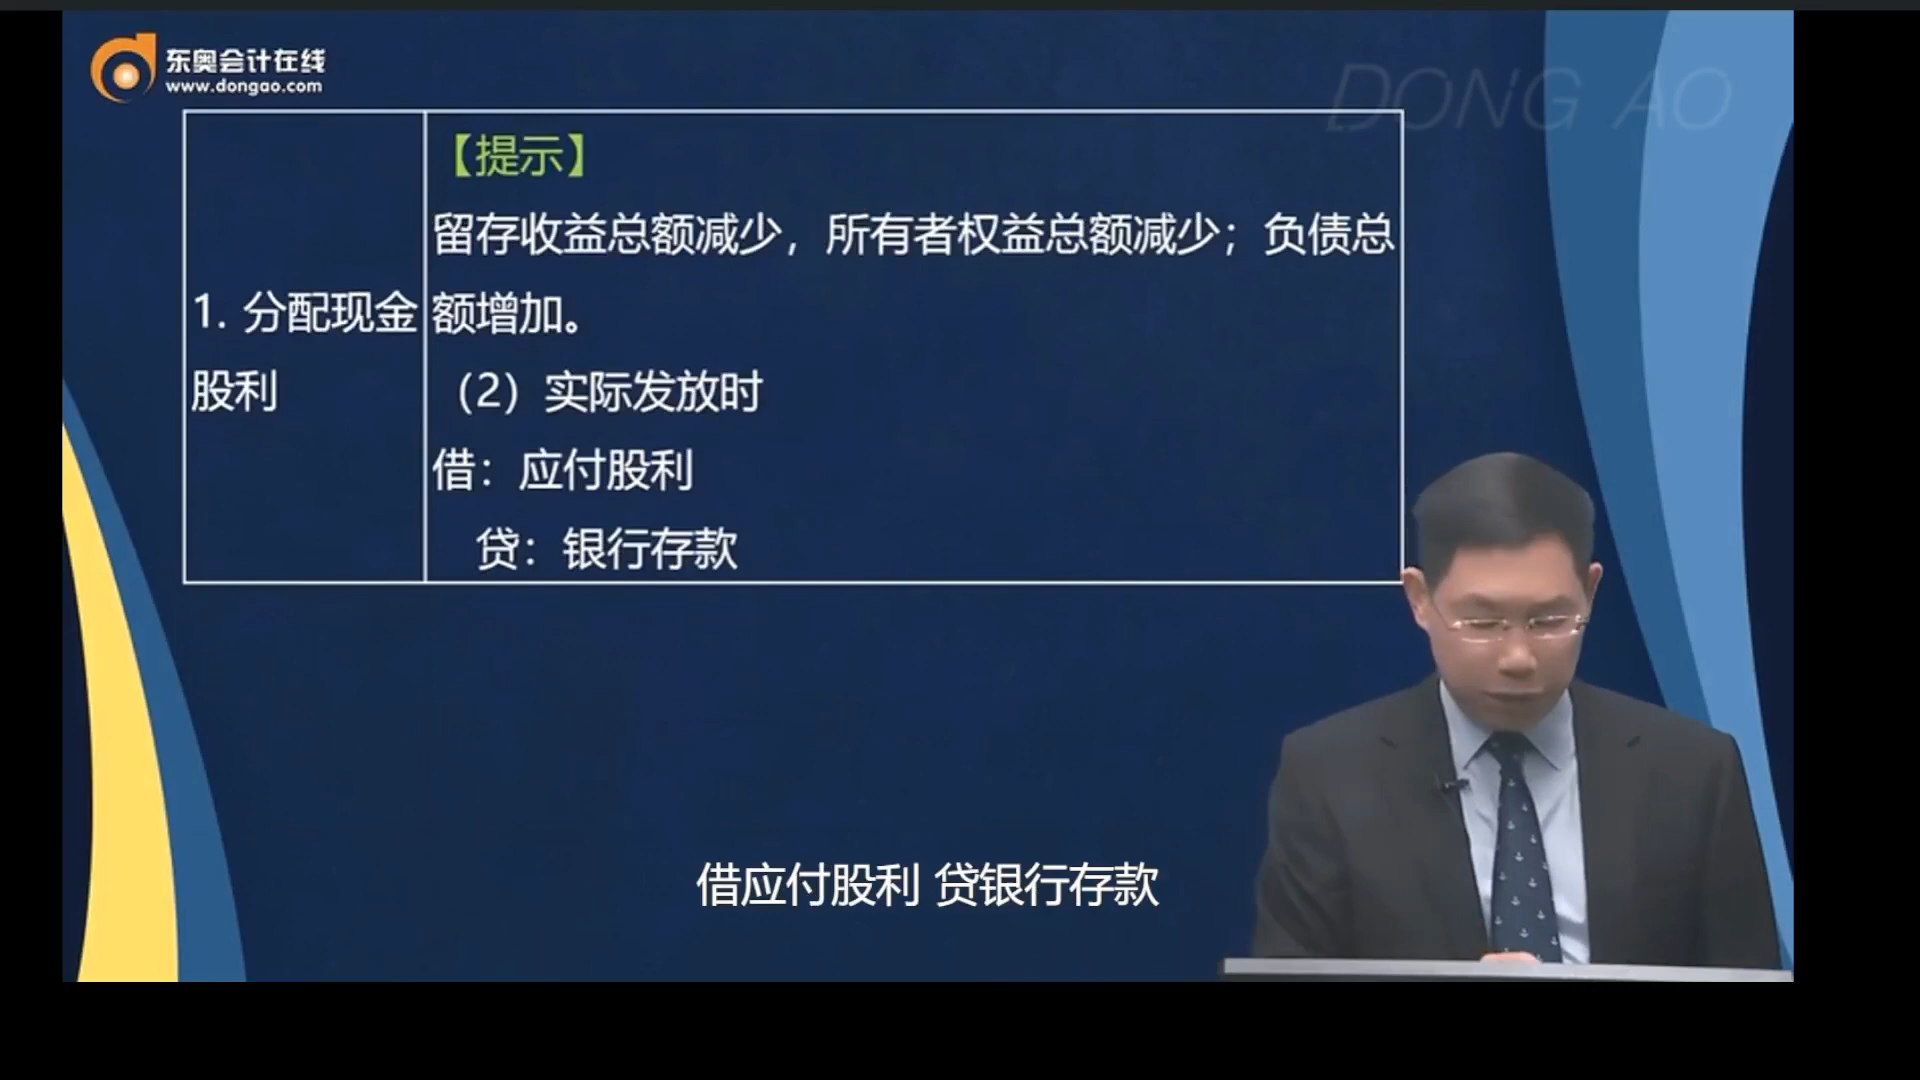 东奥会计在线
www.dongao.com
DONG AO
1. 分配现金
股利
【提示】
留存收益总额减少，所有者权益总额减少；负债总
额增加。
（2）实际发放时
借：应付股利
贷：银行存款
借应付股利 贷银行存款